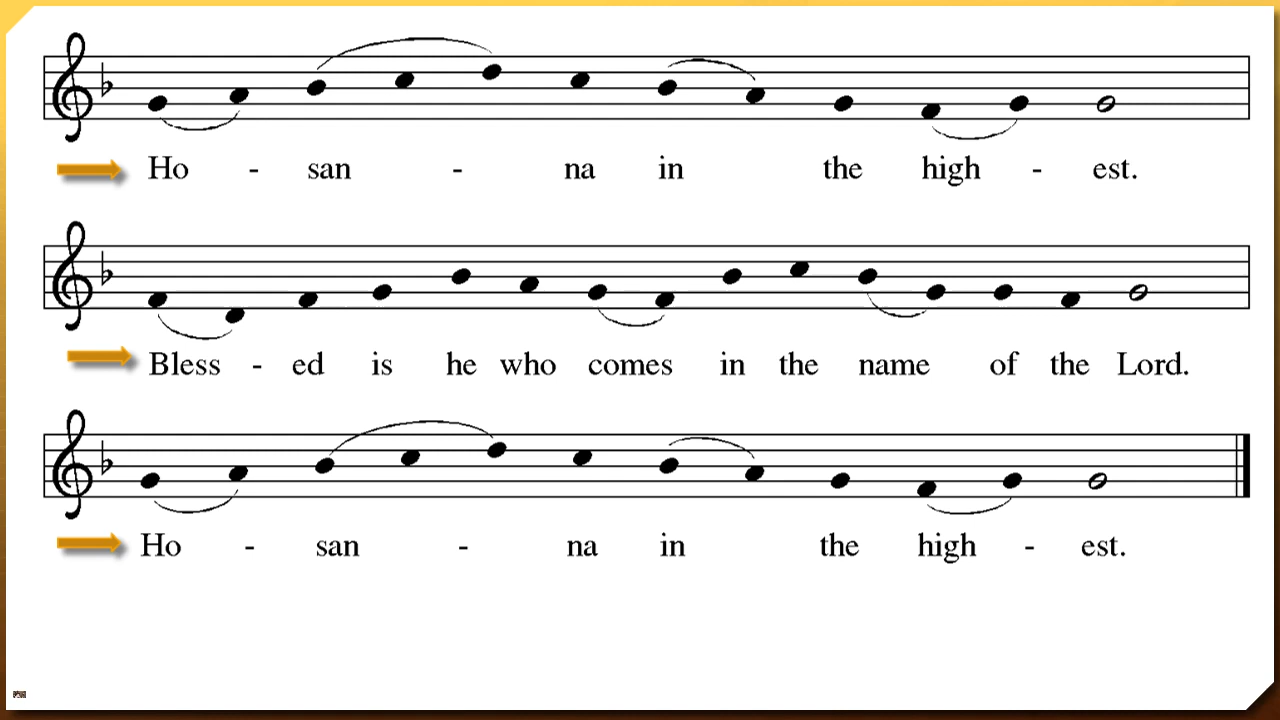 Ho - san - na in the high - est.
Bless - ed is he who comes in the name of the Lord.
Ho - san - na in the high - est.